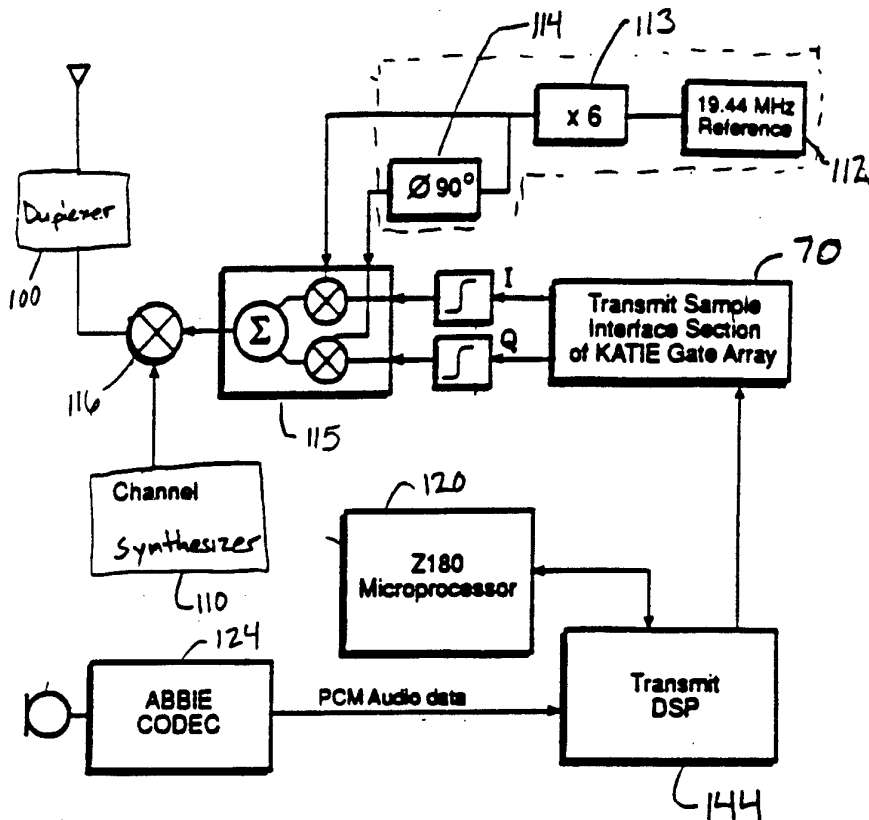 114
113
x 6
19.44 MHz
Reference
112
Ø 90°
Duplexer
100
70
I
Transmit Sample
Interface Section
of KATIE Gate Array
Q
Σ
116
115
Channel
Synthesizer
110
120
Z180
Microprocessor
124
ABBIE
CODEC
PCM Audio data
Transmit
DSP
144